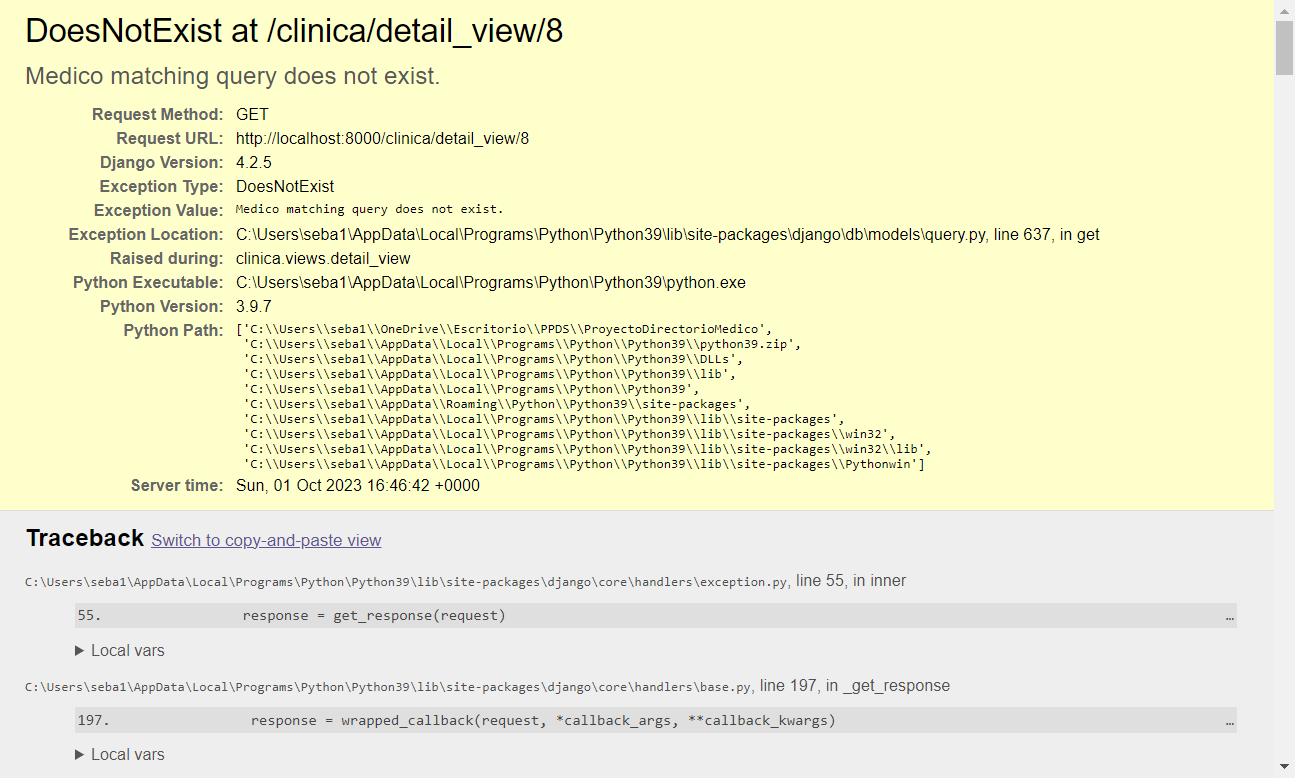 DoesNotExist at /clinica/detail_view/8
Medico matching query does not exist.
Request Method: GET
Request URL: http://localhost:8000/clinica/detail_view/8
Django Version: 4.2.5
Exception Type: DoesNotExist
Exception Value: Medico matching query does not exist.
Exception Location: C:\Users\seba1\AppData\Local\Programs\Python\Python39\lib\site-packages\django\db\models\query.py, line 637, in get
Raised during: clinica.views.detail_view
Python Executable: C:\Users\seba1\AppData\Local\Programs\Python\Python39\python.exe
Python Version: 3.9.7
Python Path: ['C:\\Users\\seba1\\OneDrive\\Escritorio\\PPDS\\ProyectoDirectorioMedico',
'C:\\Users\\seba1\\AppData\\Local\\Programs\\Python\\Python39\\python39.zip',
'C:\\Users\\seba1\\AppData\\Local\\Programs\\Python\\Python39\\DLLs',
'C:\\Users\\seba1\\AppData\\Local\\Programs\\Python\\Python39\\lib',
'C:\\Users\\seba1\\AppData\\Local\\Programs\\Python\\Python39',
'C:\\Users\\seba1\\AppData\\Roaming\\Python\\Python39\\site-packages',
'C:\\Users\\seba1\\AppData\\Local\\Programs\\Python\\Python39\\lib\\site-packages',
'C:\\Users\\seba1\\AppData\\Local\\Programs\\Python\\Python39\\lib\\site-packages\\win32',
'C:\\Users\\seba1\\AppData\\Local\\Programs\\Python\\Python39\\lib\\site-packages\\win32\\lib',
'C:\\Users\\seba1\\AppData\\Local\\Programs\\Python\\Python39\\lib\\site-packages\\Pythonwin']
Server time: Sun, 01 Oct 2023 16:46:42 +0000
Traceback Switch to copy-and-paste view
C:\Users\seba1\AppData\Local\Programs\Python\Python39\lib\site-packages\django\core\handlers\exception.py, line 55, in inner
55. response = get_response(request) …
▶ Local vars
C:\Users\seba1\AppData\Local\Programs\Python\Python39\lib\site-packages\django\core\handlers\base.py, line 197, in _get_response
197. response = wrapped_callback(request, *callback_args, **callback_kwargs) …
▶ Local vars